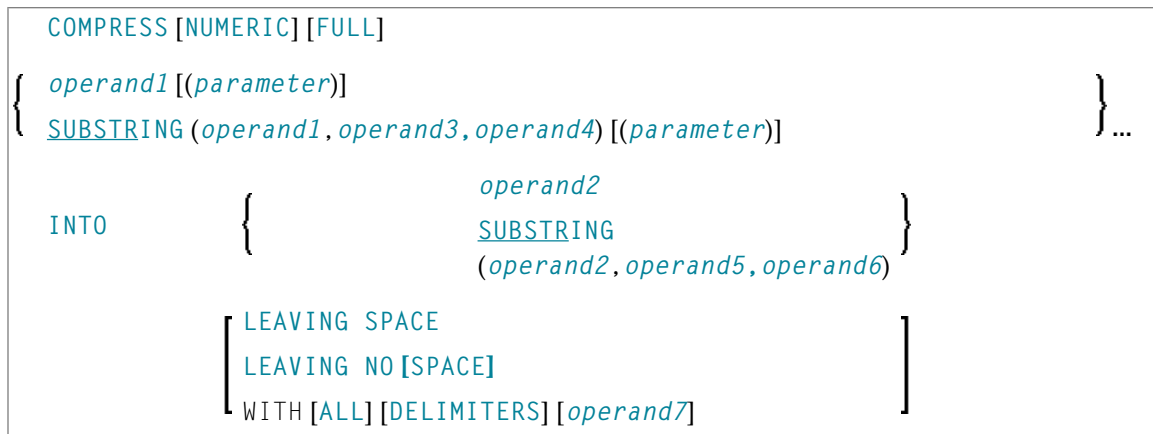 COMPRESS [NUMERIC] [FULL]
operand1 [(parameter)]
SUBSTRING (operand1,operand3,operand4) [(parameter)]
...
operand2
INTO
SUBSTRING
(operand2,operand5,operand6)
LEAVING SPACE
LEAVING NO [SPACE]
WITH [ALL] [DELIMITERS] [operand7]